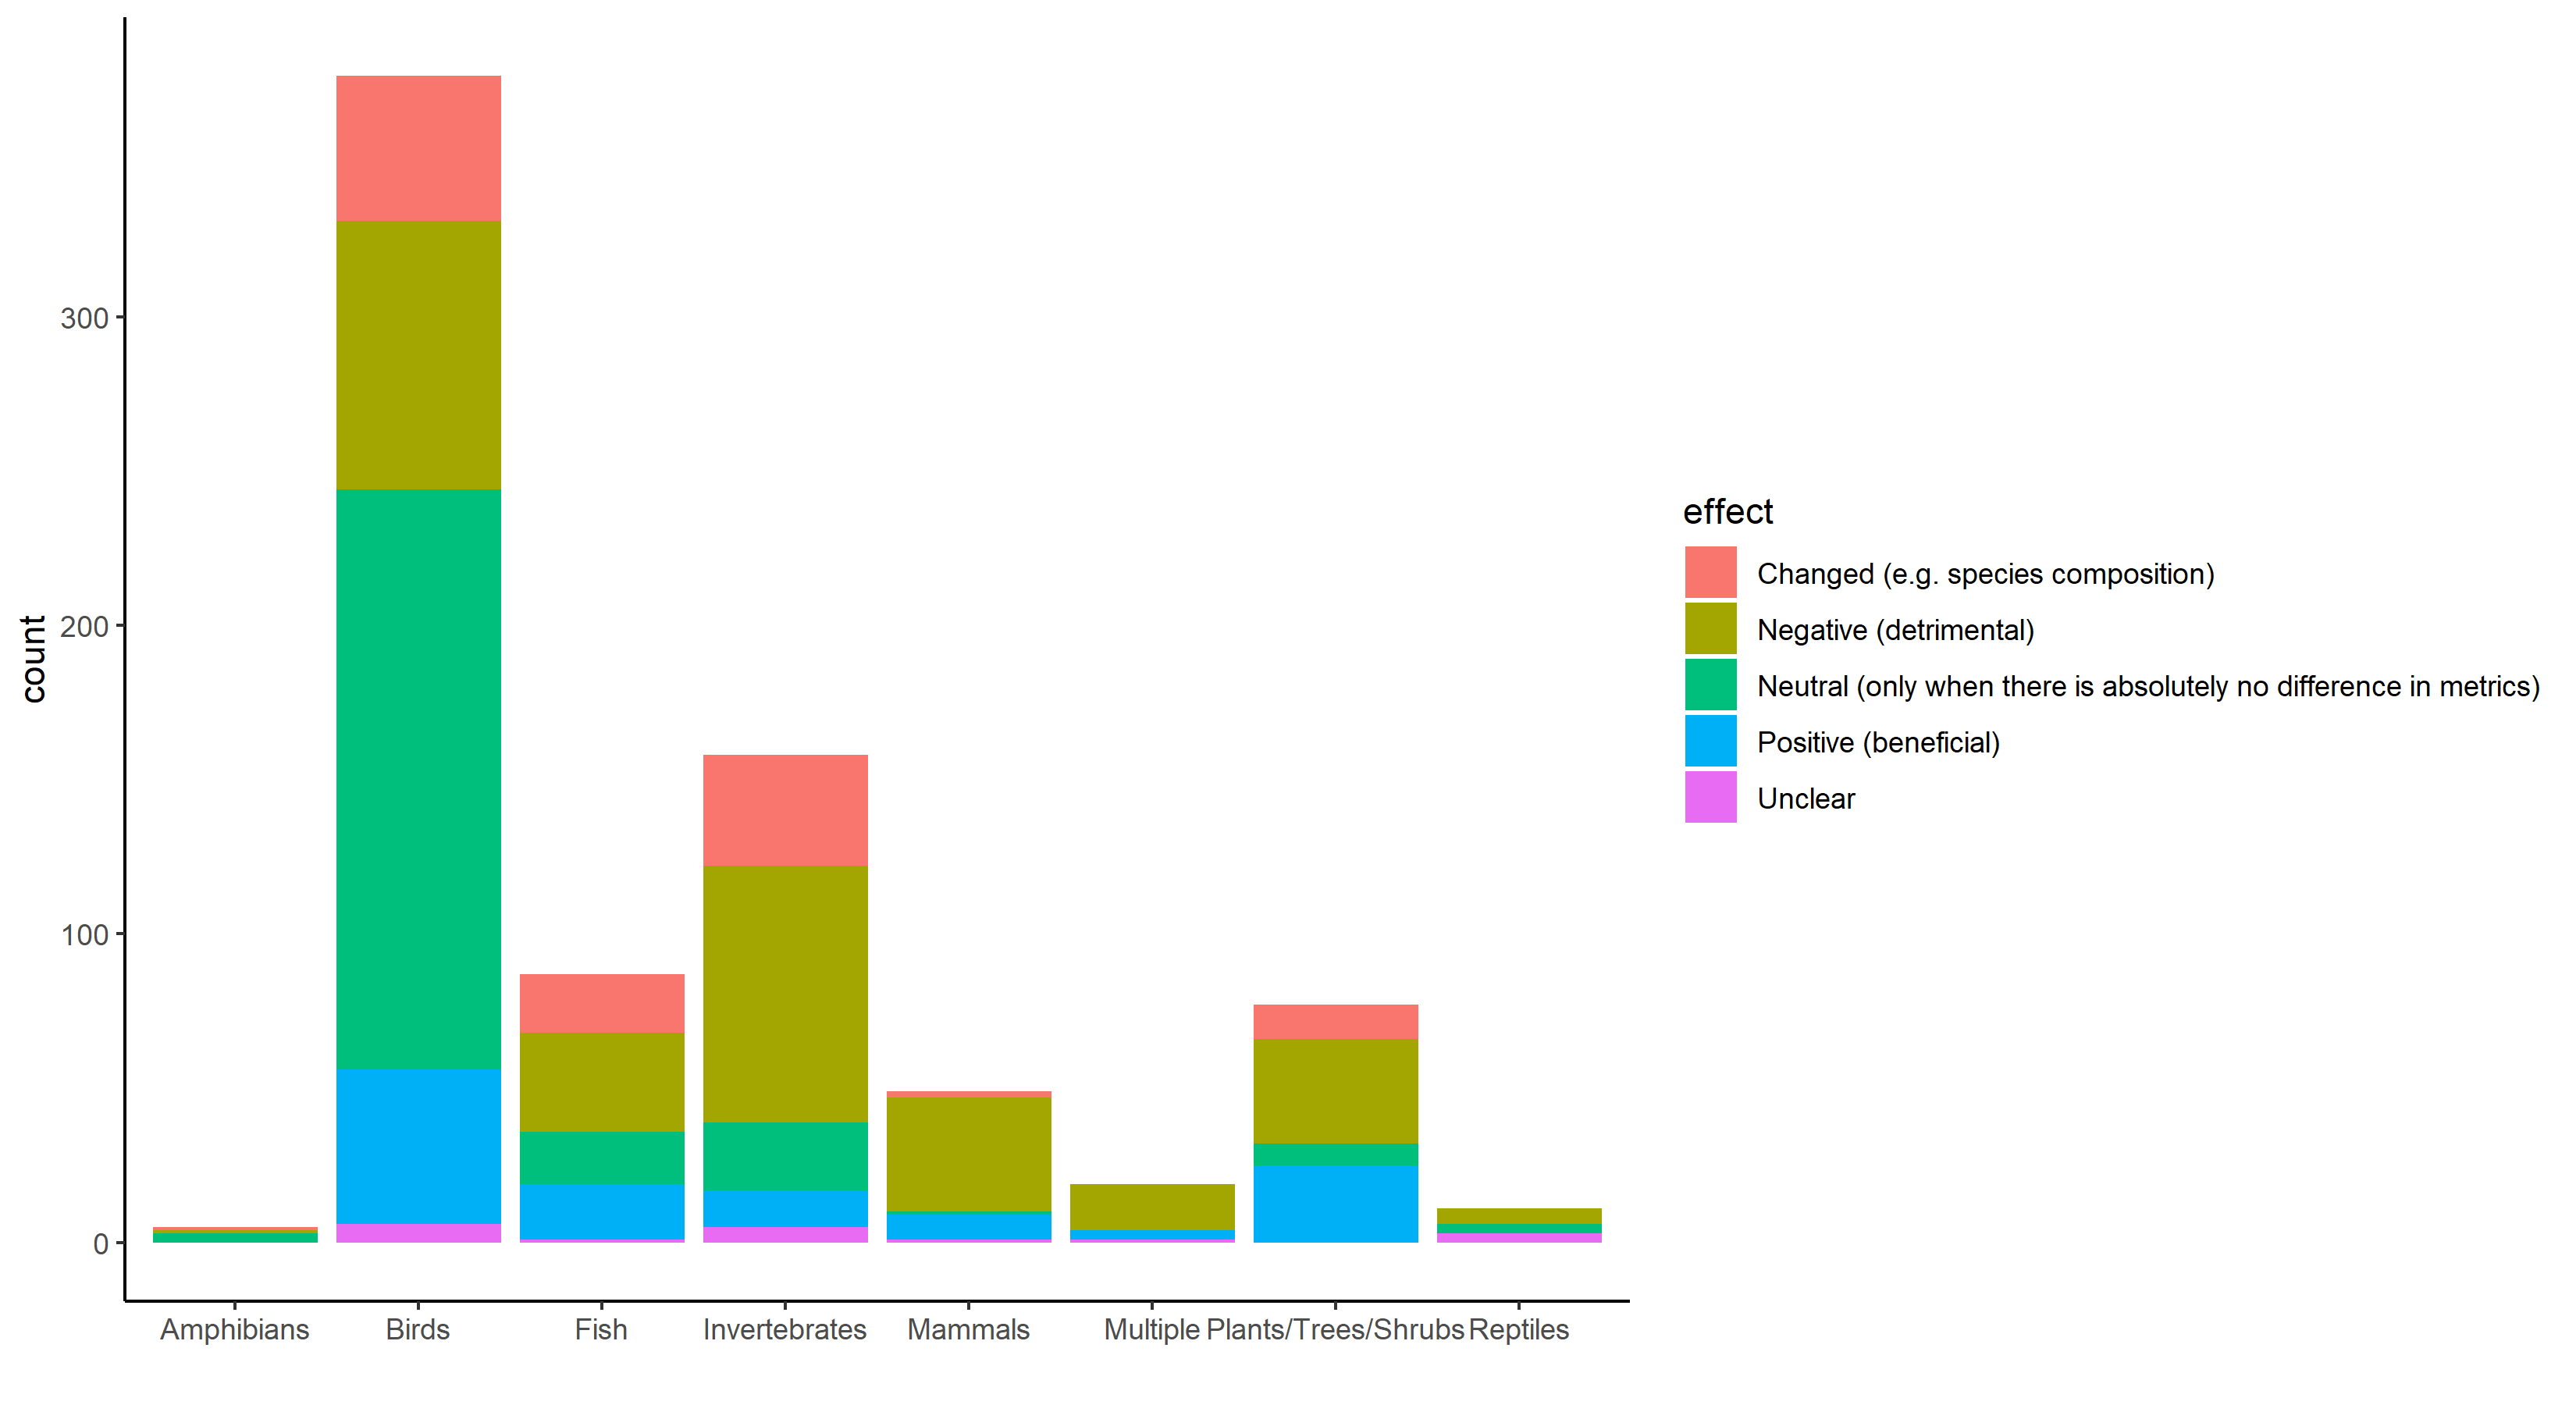 count
300
200
100
0
Amphibians Birds Fish Invertebrates Mammals Multiple Plants/Trees/Shrubs Reptiles
effect
Changed (e.g. species composition)
Negative (detrimental)
Neutral (only when there is absolutely no difference in metrics)
Positive (beneficial)
Unclear